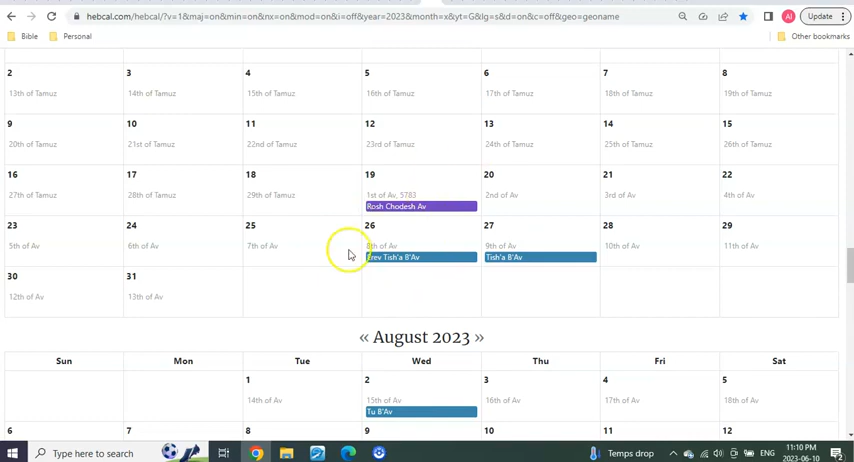 hebcal.com/hebcal/?v=1&maj=on&min=on&nx=on&mod=on&i=off&year=2023&month=x&yt=G&lg=s&d=on&c=off&geo=geoname
AI
Update
Bible Personal
Other bookmarks
2 3 4 5 6 7 8
13th of Tamuz 14th of Tamuz 15th of Tamuz 16th of Tamuz 17th of Tamuz 18th of Tamuz 19th of Tamuz
9 10 11 12 13 14 15
20th of Tamuz 21st of Tamuz 22nd of Tamuz 23rd of Tamuz 24th of Tamuz 25th of Tamuz 26th of Tamuz
16 17 18 19 20 21 22
27th of Tamuz 28th of Tamuz 29th of Tamuz 1st of Av, 5783 2nd of Av 3rd of Av 4th of Av
Rosh Chodesh Av
23 24 25 26 27 28 29
5th of Av 6th of Av 7th of Av 8th of Av 9th of Av 10th of Av 11th of Av
Erev Tish'a B'Av Tish'a B'Av
30 31
12th of Av 13th of Av
« August 2023 »
Sun Mon Tue Wed Thu Fri Sat
1 2 3 4 5
14th of Av 15th of Av 16th of Av 17th of Av 18th of Av
Tu B'Av
6 7 8 9 10 11 12
Type here to search
Temps drop
ENG
11:10 PM
2023-06-10
2